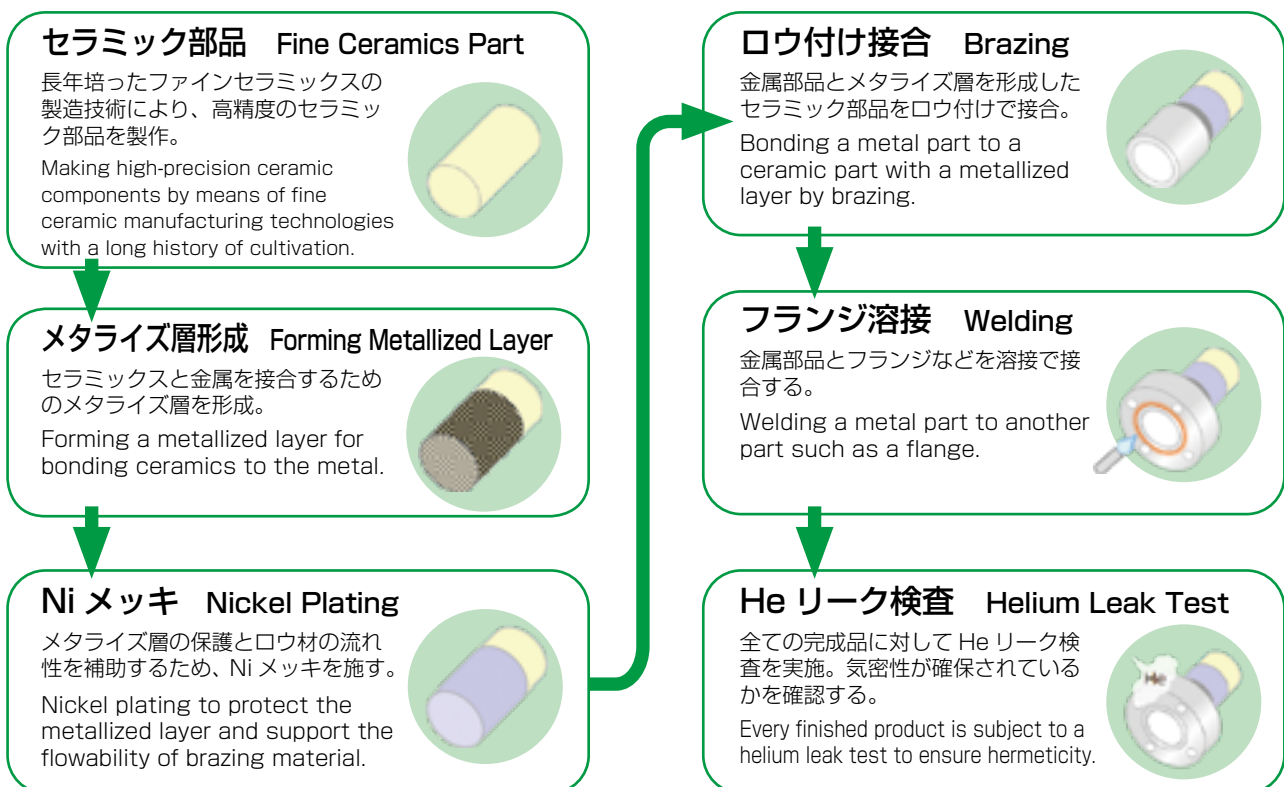 セラミック部品 Fine Ceramics Part
長年培ったファインセラミックスの
製造技術により、高精度のセラミッ
ク部品を製作。
Making high-precision ceramic
components by means of fine
ceramic manufacturing technologies
with a long history of cultivation.
メタライズ層形成 Forming Metallized Layer
セラミックスと金属を接合するため
のメタライズ層を形成。
Forming a metallized layer for
bonding ceramics to the metal.
Ni メッキ Nickel Plating
メタライズ層の保護とロウ材の流れ
性を補助するため、Ni メッキを施す。
Nickel plating to protect the
metallized layer and support the
flowability of brazing material.
ロウ付け接合 Brazing
金属部品とメタライズ層を形成した
セラミック部品をロウ付けで接合。
Bonding a metal part to a
ceramic part with a metallized
layer by brazing.
フランジ溶接 Welding
金属部品とフランジなどを溶接で接
合する。
Welding a metal part to another
part such as a flange.
He リーク検査 Helium Leak Test
全ての完成品に対して He リーク検
査を実施。気密性が確保されている
かを確認する。
Every finished product is subject to a
helium leak test to ensure hermeticity.
He